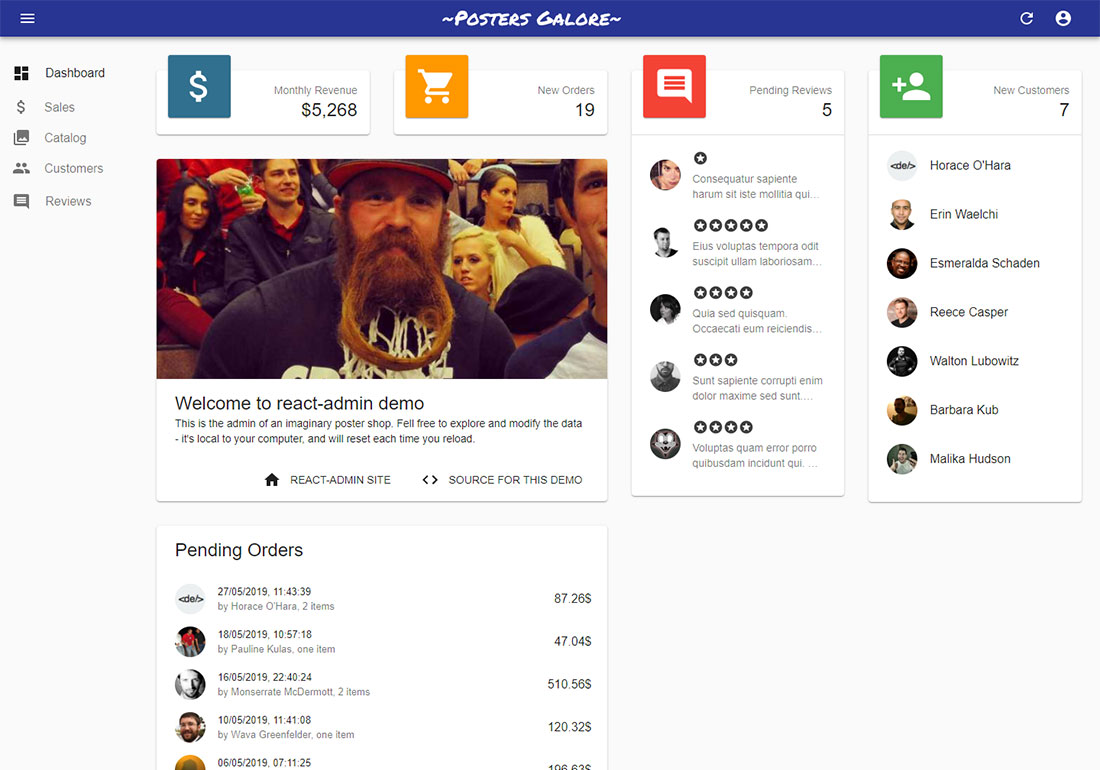 ~Posters Galore~
Dashboard
Sales
Catalog
Customers
Reviews
Monthly Revenue
$5,268
New Orders
19
Pending Reviews
5
New Customers
7
Welcome to react-admin demo
This is the admin of an imaginary poster shop. Fell free to explore and modify the data
- it's local to your computer, and will reset each time you reload.
REACT-ADMIN SITE
SOURCE FOR THIS DEMO
Pending Orders
27/05/2019, 11:43:39
by Horace O'Hara, 2 items
87.26$
18/05/2019, 10:57:18
by Pauline Kulas, one item
47.04$
16/05/2019, 22:40:24
by Monserrate McDermott, 2 items
510.56$
10/05/2019, 11:41:08
by Wava Greenfelder, one item
120.32$
06/05/2019, 07:11:25
196.63$
Consequatur sapiente
harum sit iste mollitia qui…
Eius voluptas tempora odit
suscipit ullam laboriosam…
Quia sed quisquam.
Occaecati eum reiciendis…
Sunt sapiente corrupti enim
dolor maxime sed sunt.…
Voluptas quam error porro
quibusdam incidunt qui. …
<de/>
Horace O'Hara
Erin Waelchi
Esmeralda Schaden
Reece Casper
Walton Lubowitz
Barbara Kub
Malika Hudson